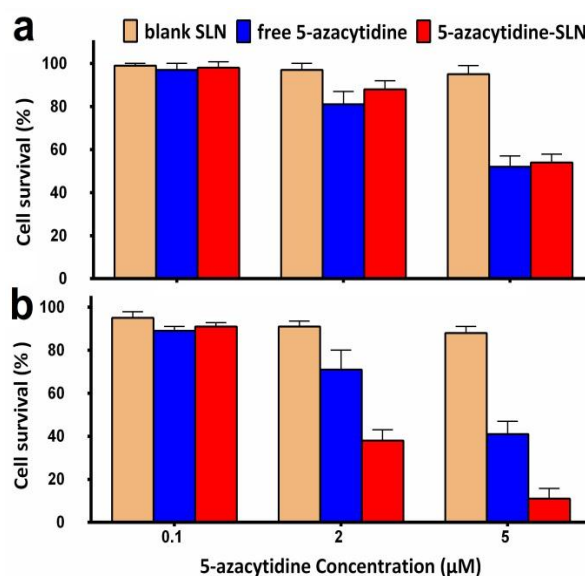 a
blank SLN free 5-azacytidine 5-azacytidine-SLN
Cell survival (%)
100
80
60
40
20
0
b
Cell survival (%)
100
80
60
40
20
0
0.1 2 5
5-azacytidine Concentration (µM)